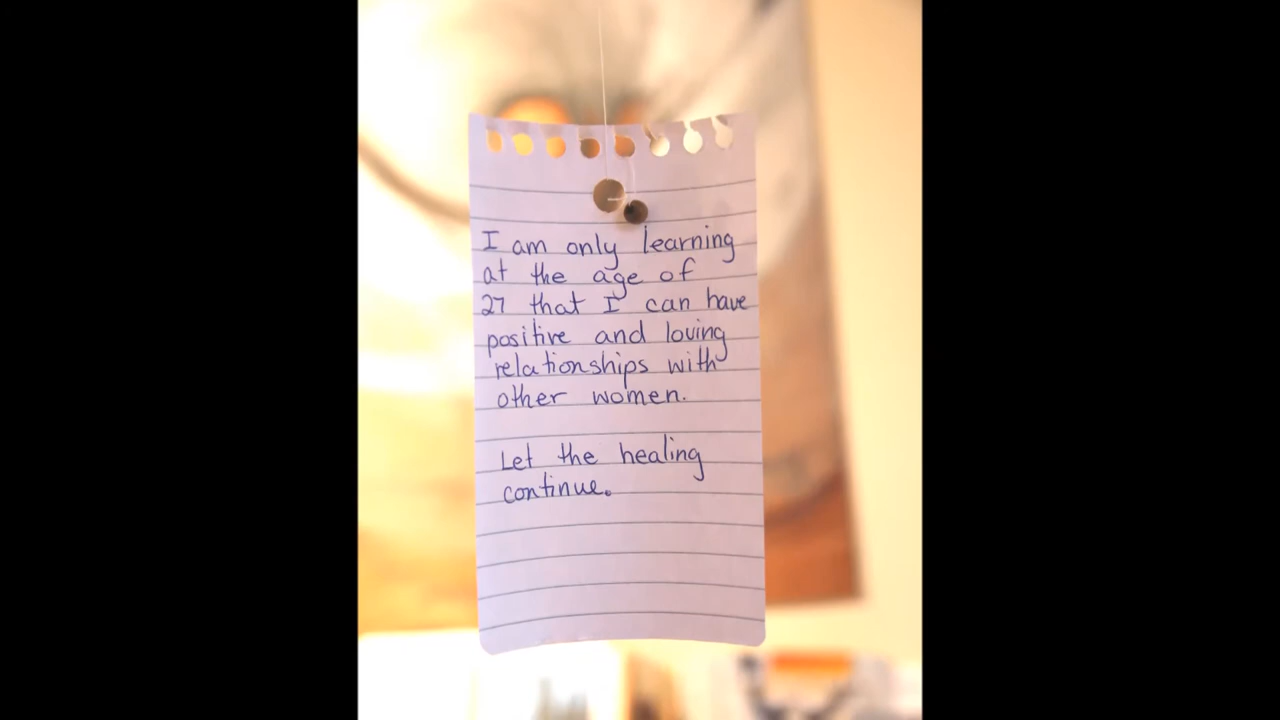 I am only learning
at the age of
27 that I can have
positive and loving
relationships with
other women.
Let the healing
continue.